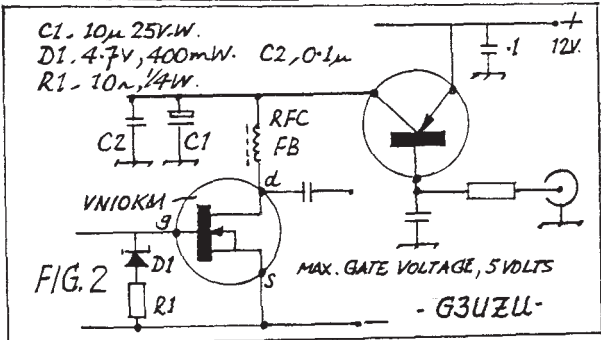 C1. 10µ 25V.W.
D1. 4.7V, 400mW. C2, 0.1µ
R1. 10Ω, 1/4W.
+
.1
12V.
RFC
FB
C2
C1
d
VN10KM
g
D1
S
FIG. 2
R1
MAX. GATE VOLTAGE, 5 VOLTS
-
- G3UZU -